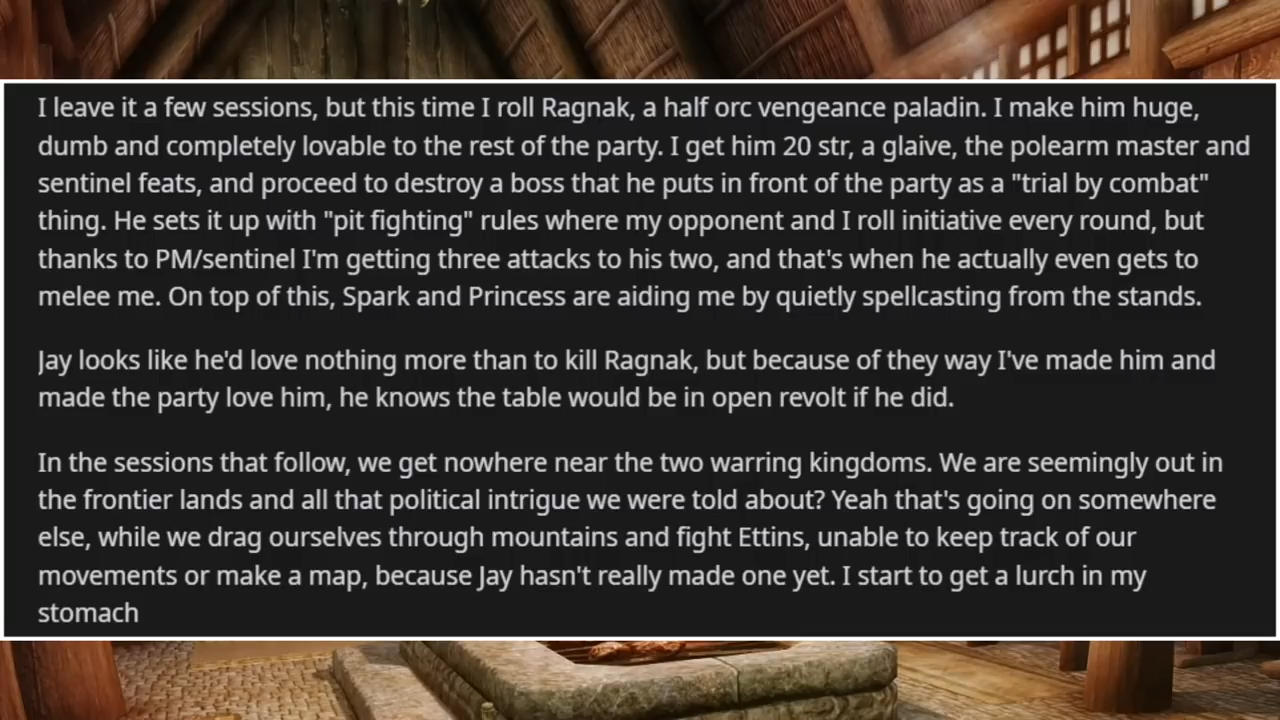 I leave it a few sessions, but this time I roll Ragnak, a half orc vengeance paladin. I make him huge,
dumb and completely lovable to the rest of the party. I get him 20 str, a glaive, the polearm master and
sentinel feats, and proceed to destroy a boss that he puts in front of the party as a "trial by combat"
thing. He sets it up with "pit fighting" rules where my opponent and I roll initiative every round, but
thanks to PM/sentinel I'm getting three attacks to his two, and that's when he actually even gets to
melee me. On top of this, Spark and Princess are aiding me by quietly spellcasting from the stands.
Jay looks like he'd love nothing more than to kill Ragnak, but because of they way I've made him and
made the party love him, he knows the table would be in open revolt if he did.
In the sessions that follow, we get nowhere near the two warring kingdoms. We are seemingly out in
the frontier lands and all that political intrigue we were told about? Yeah that's going on somewhere
else, while we drag ourselves through mountains and fight Ettins, unable to keep track of our
movements or make a map, because Jay hasn't really made one yet. I start to get a lurch in my
stomach